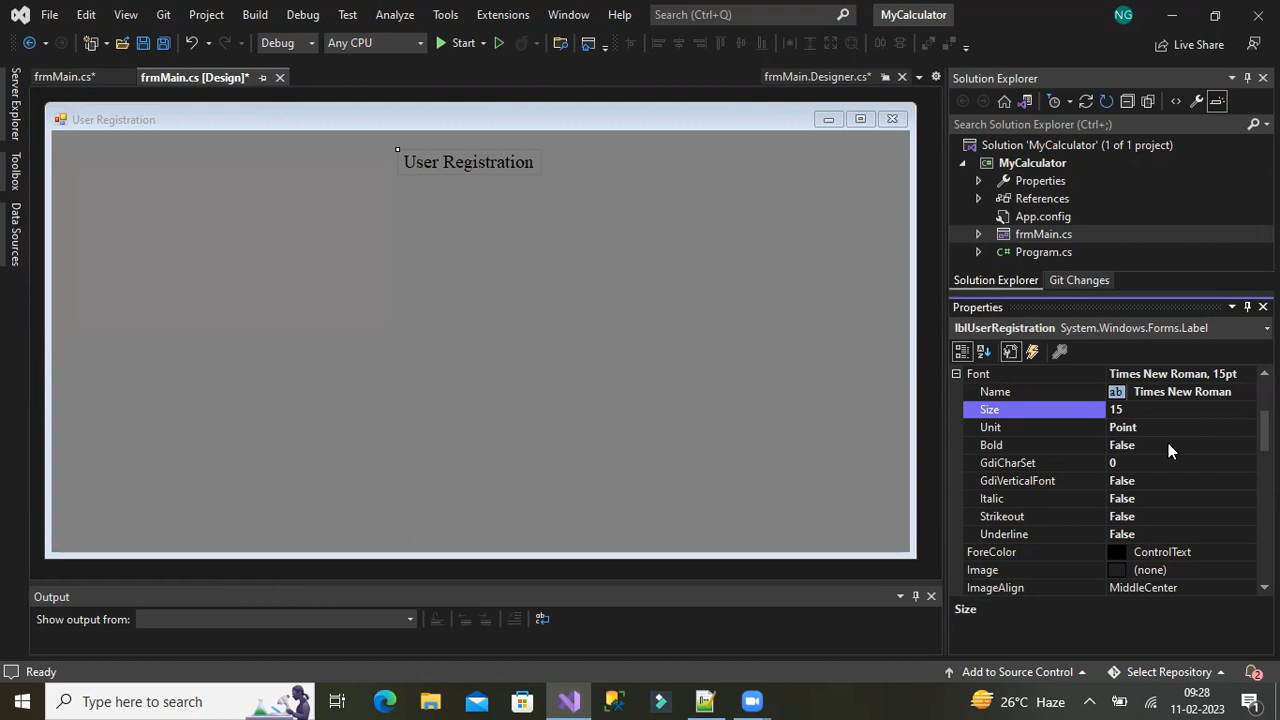 File Edit View Git Project Build Debug Test Analyze Tools Extensions Window Help Search (Ctrl+Q) MyCalculator NG
Debug Any CPU Start Live Share
frmMain.cs* frmMain.cs [Design]* frmMain.Designer.cs*
Server Explorer
Toolbox
Data Sources
User Registration
User Registration
Solution Explorer
Search Solution Explorer (Ctrl+;)
Solution 'MyCalculator' (1 of 1 project)
MyCalculator
Properties
References
App.config
frmMain.cs
Program.cs
Solution Explorer Git Changes
Properties
lblUserRegistration System.Windows.Forms.Label
Font Times New Roman, 15pt
Name ab Times New Roman
Size 15
Unit Point
Bold False
GdiCharSet 0
GdiVerticalFont False
Italic False
Strikeout False
Underline False
ForeColor ControlText
Image (none)
ImageAlign MiddleCenter
Size
Output
Show output from:
Ready Add to Source Control Select Repository 2
Type here to search 26°C Haze 09:28
11-02-2023